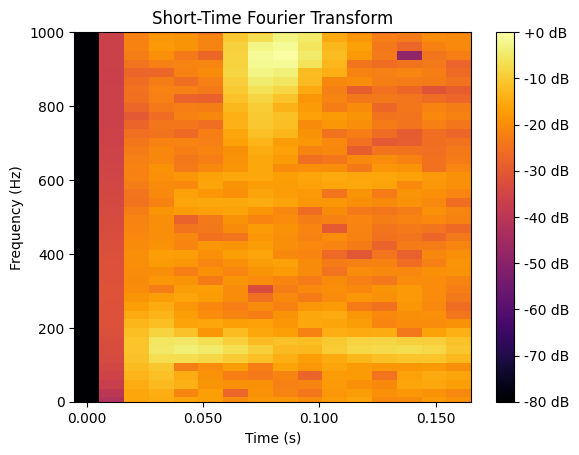 Short-Time Fourier Transform
Frequency (Hz)
1000
800
600
400
200
0
0.000
0.050
0.100
0.150
Time (s)
+0 dB
-10 dB
-20 dB
-30 dB
-40 dB
-50 dB
-60 dB
-70 dB
-80 dB